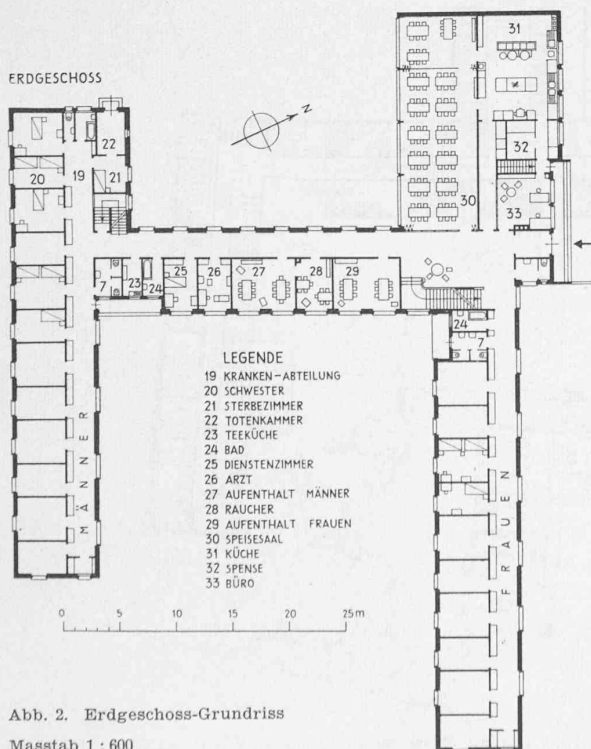 ERDGESCHOSS
N
31
32
33
30
22
21
20
19
7
23
24
25
26
27
28
29
24
7
MÄNNER
FRAUEN
LEGENDE
19 KRANKEN-ABTEILUNG
20 SCHWESTER
21 STERBEZIMMER
22 TOTENKAMMER
23 TEEKÜCHE
24 BAD
25 DIENSTENZIMMER
26 ARZT
27 AUFENTHALT MÄNNER
28 RAUCHER
29 AUFENTHALT FRAUEN
30 SPEISESAAL
31 KÜCHE
32 SPENSE
33 BÜRO
0 5 10 15 20 25m
Abb. 2. Erdgeschoss-Grundriss
Masstab 1 : 600